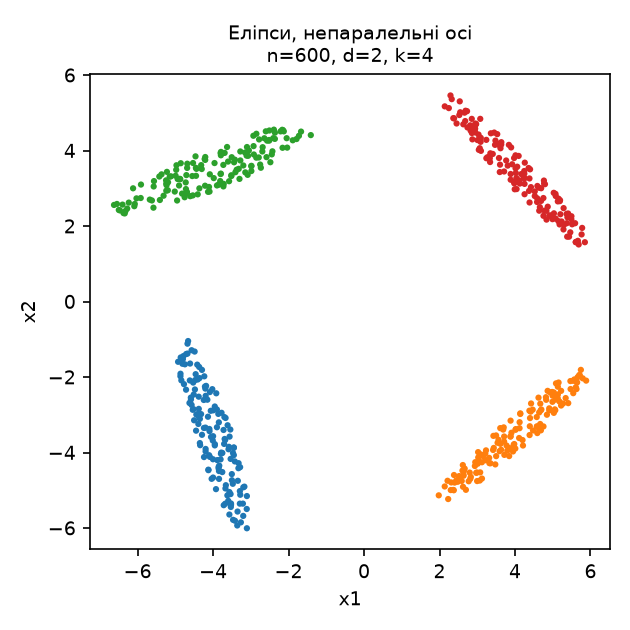 Еліпси, непаралельні осі
n=600, d=2, k=4
6
4
2
0
−2
−4
−6
x2
−6 −4 −2 0 2 4 6
x1